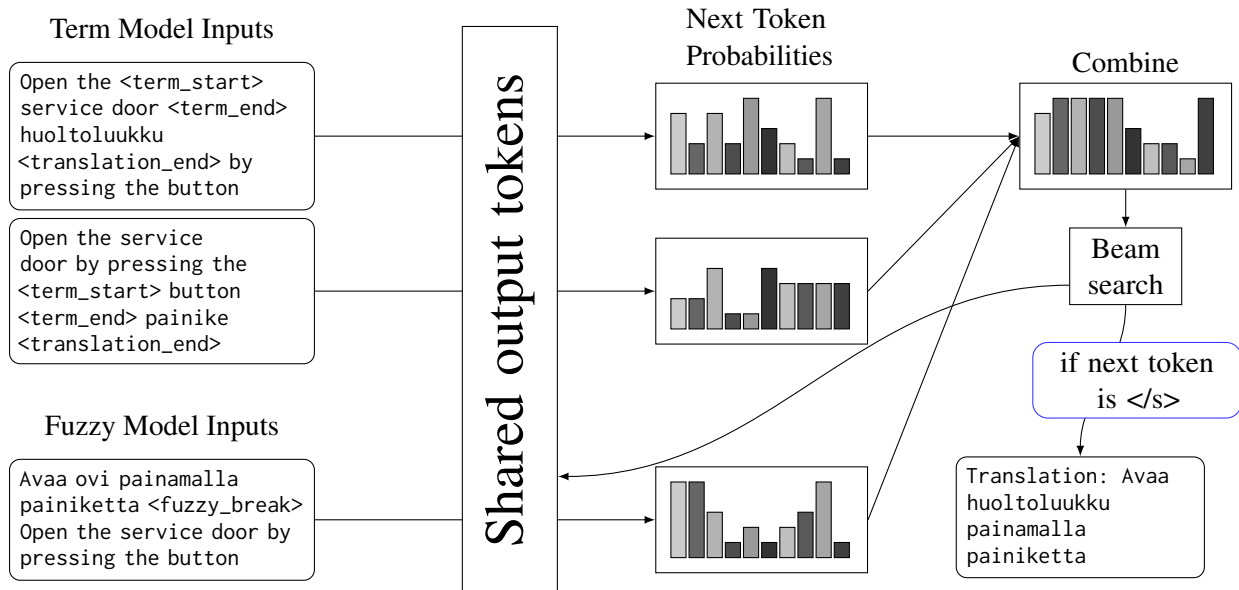 Term Model Inputs
Open the <term_start>
service door <term_end>
huoltoluukku
<translation_end> by
pressing the button
Open the service
door by pressing the
<term_start> button
<term_end> painike
<translation_end>
Fuzzy Model Inputs
Avaa ovi painamalla
painiketta <fuzzy_break>
Open the service door by
pressing the button
Shared output tokens
Next Token
Probabilities
Combine
Beam
search
if next token
is </s>
Translation: Avaa
huoltoluukku
painamalla
painiketta